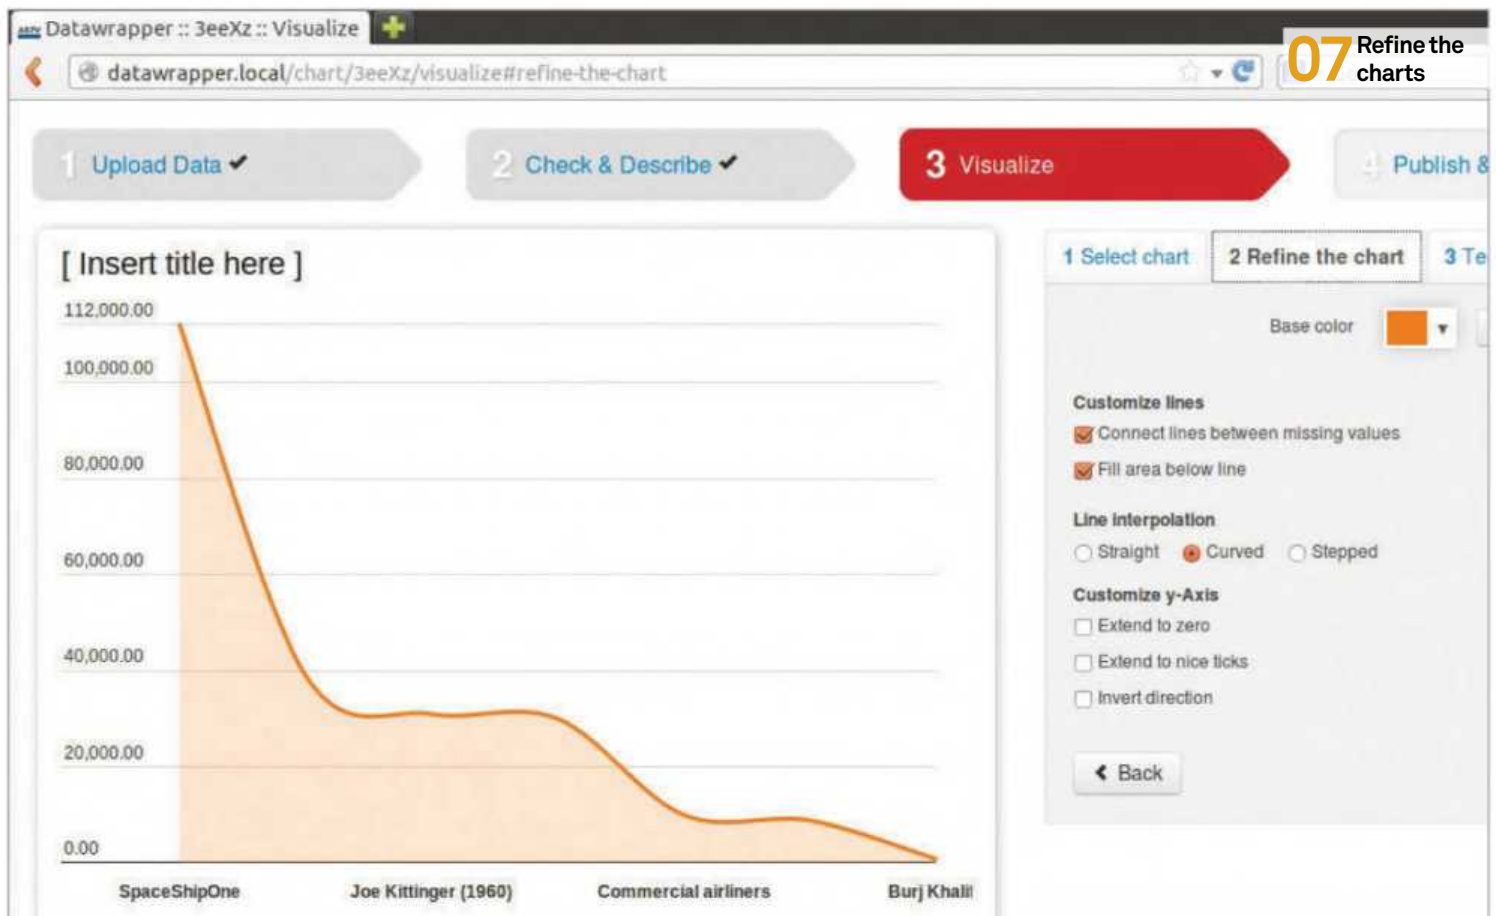 Datawrapper :: 3eeXz :: Visualize
datawrapper.local/chart/3eeXz/visualize#refine-the-chart
07 Refine the
charts
1 Upload Data
2 Check & Describe
3 Visualize
4 Publish &
[ Insert title here ]
112,000.00
100,000.00
80,000.00
60,000.00
40,000.00
20,000.00
0.00
SpaceShipOne
Joe Kittinger (1960)
Commercial airliners
Burj Khali
1 Select chart
2 Refine the chart
3 Te
Base color
Customize lines
Connect lines between missing values
Fill area below line
Line interpolation
Straight
Curved
Stepped
Customize y-Axis
Extend to zero
Extend to nice ticks
Invert direction
Back